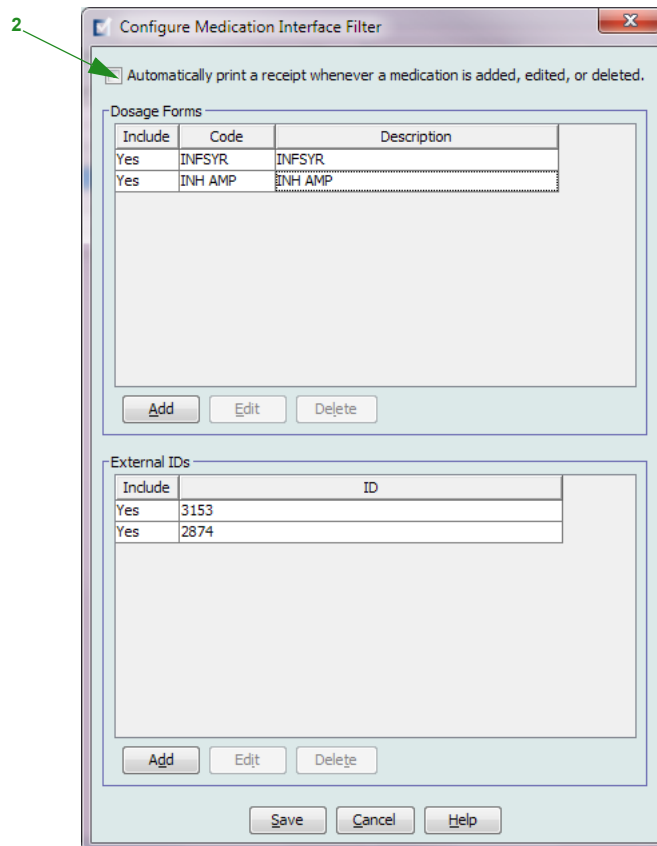 2
Configure Medication Interface Filter
Automatically print a receipt whenever a medication is added, edited, or deleted.
Dosage Forms
Include Code Description
Yes INFSYR INFSYR
Yes INH AMP INH AMP
Add Edit Delete
External IDs
Include ID
Yes 3153
Yes 2874
Add Edit Delete
Save Cancel Help